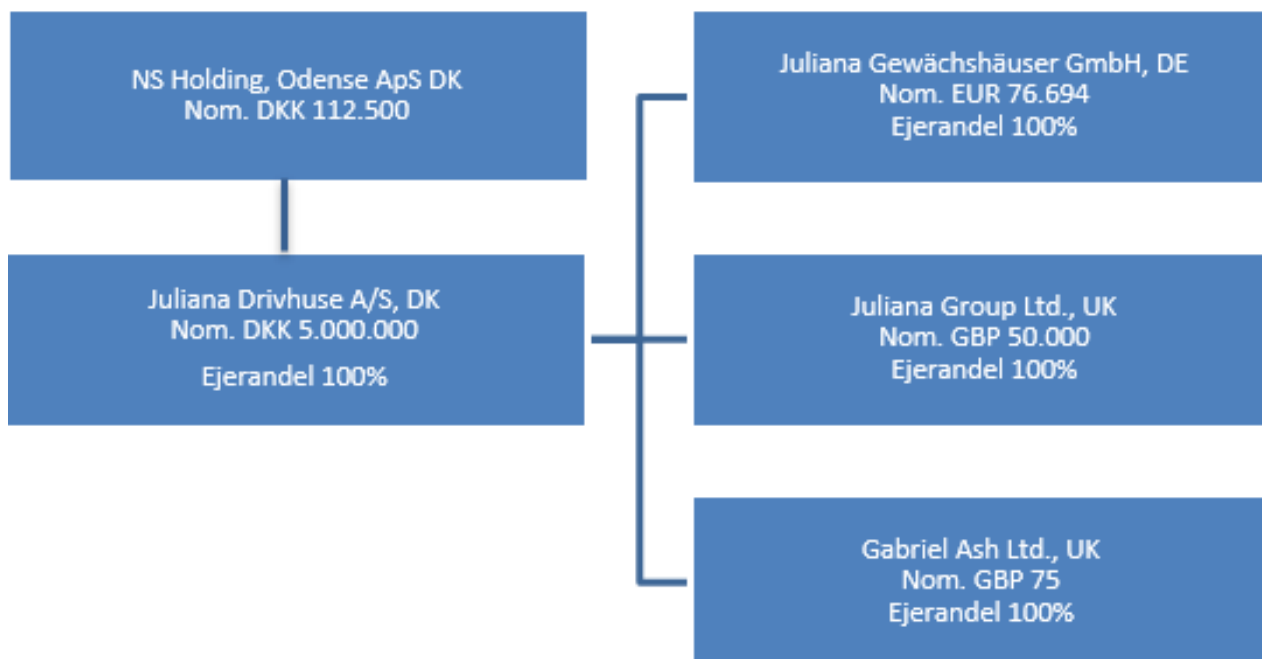 NS Holding, Odense ApS DK
Nom. DKK 112.500
Juliana Drivhuse A/S, DK
Nom. DKK 5.000.000
Ejerandel 100%
Juliana Gewächshäuser GmbH, DE
Nom. EUR 76.694
Ejerandel 100%
Juliana Group Ltd., UK
Nom. GBP 50.000
Ejerandel 100%
Gabriel Ash Ltd., UK
Nom. GBP 75
Ejerandel 100%